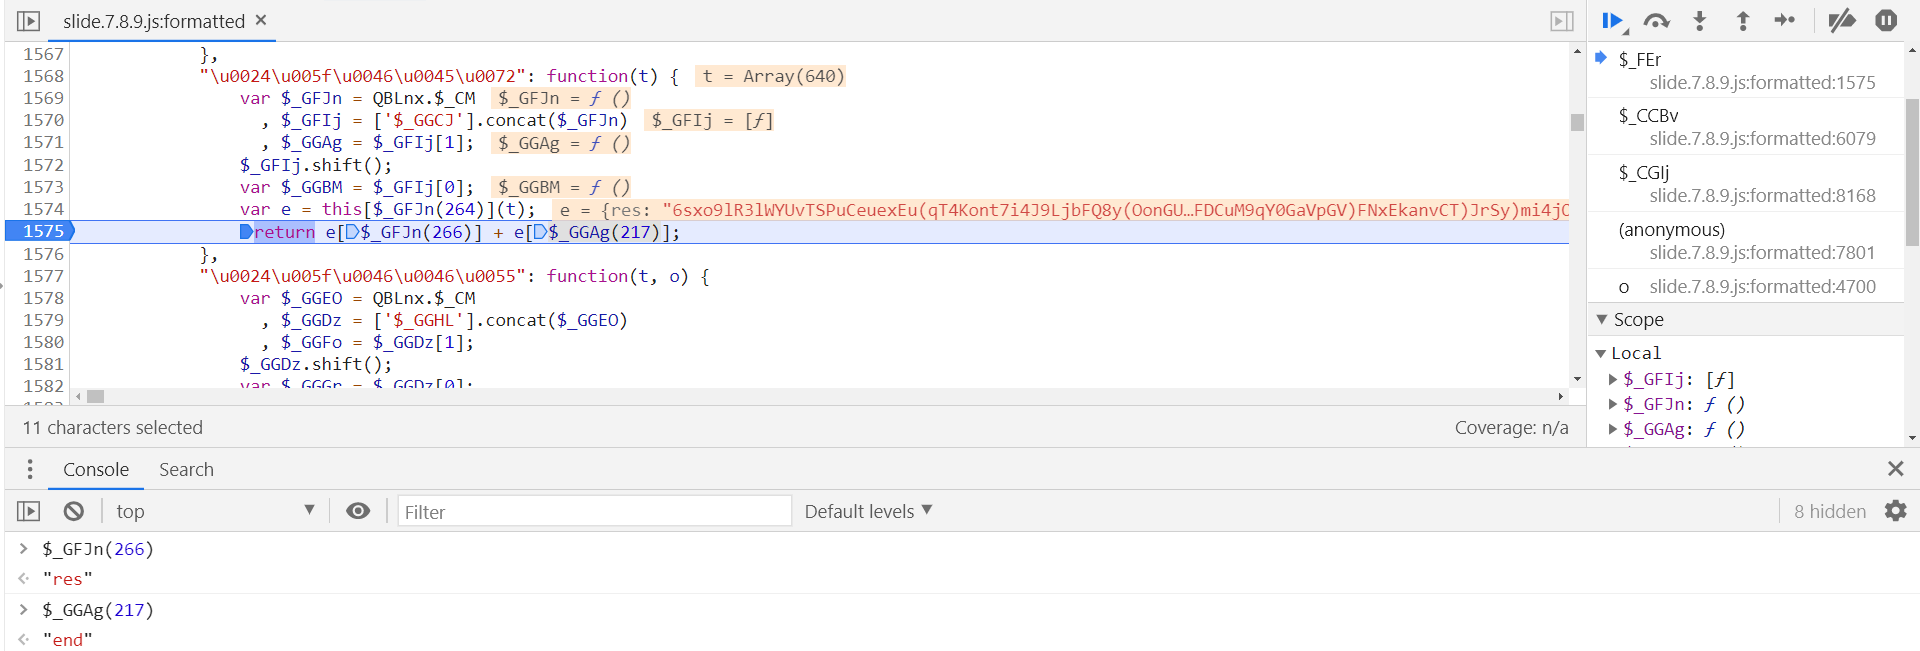 slide.7.8.9.js:formatted ×
1567 },
1568 "\u0024\u005f\u0046\u0045\u0072": function(t) { t = Array(640)
1569 var $_GFJn = QBLnx.$_CM $_GFJn = ƒ ()
1570 , $_GFIj = ['$_GGCJ'].concat($_GFJn) $_GFIj = [ƒ]
1571 , $_GGAg = $_GFIj[1]; $_GGAg = ƒ ()
1572 $_GFIj.shift();
1573 var $_GGBM = $_GFIj[0]; $_GGBM = ƒ ()
1574 var e = this[$_GFJn(264)](t); e = {res: "6sxo9lR3lWYUvTSPuCeuexEu(qT4Kont7i4J9LjbFQ8y(OonGU…FDCuM9qY0GaVpGV)FNxEkanvCT)JrSy)mi4jO
1575 return e[$_GFJn(266)] + e[$_GGAg(217)];
1576 },
1577 "\u0024\u005f\u0046\u0046\u0055": function(t, o) {
1578 var $_GGEO = QBLnx.$_CM
1579 , $_GGDz = ['$_GGHL'].concat($_GGEO)
1580 , $_GGFo = $_GGDz[1];
1581 $_GGDz.shift();
1582 var $_GGGr = $_GGDz[0];
11 characters selected
Coverage: n/a
$_FEr
slide.7.8.9.js:formatted:1575
$_CCBv
slide.7.8.9.js:formatted:6079
$_CGIj
slide.7.8.9.js:formatted:8168
(anonymous)
slide.7.8.9.js:formatted:7801
o slide.7.8.9.js:formatted:4700
Scope
Local
$_GFIj: [ƒ]
$_GFJn: ƒ ()
$_GGAg: ƒ ()
Console Search
top Filter Default levels 8 hidden
$_GFJn(266)
"res"
$_GGAg(217)
"end"